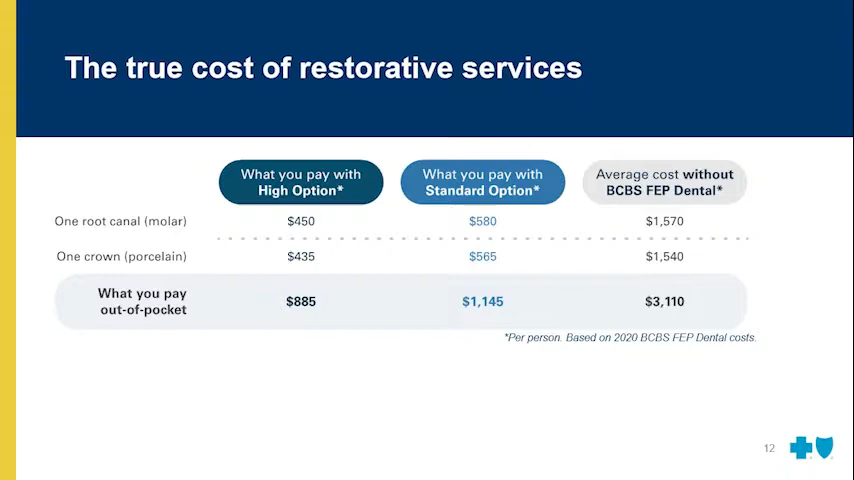 The true cost of restorative services
What you pay with
High Option*
What you pay with
Standard Option*
Average cost without
BCBS FEP Dental*
One root canal (molar) $450 $580 $1,570
One crown (porcelain) $435 $565 $1,540
What you pay
out-of-pocket $885 $1,145 $3,110
*Per person. Based on 2020 BCBS FEP Dental costs.
12